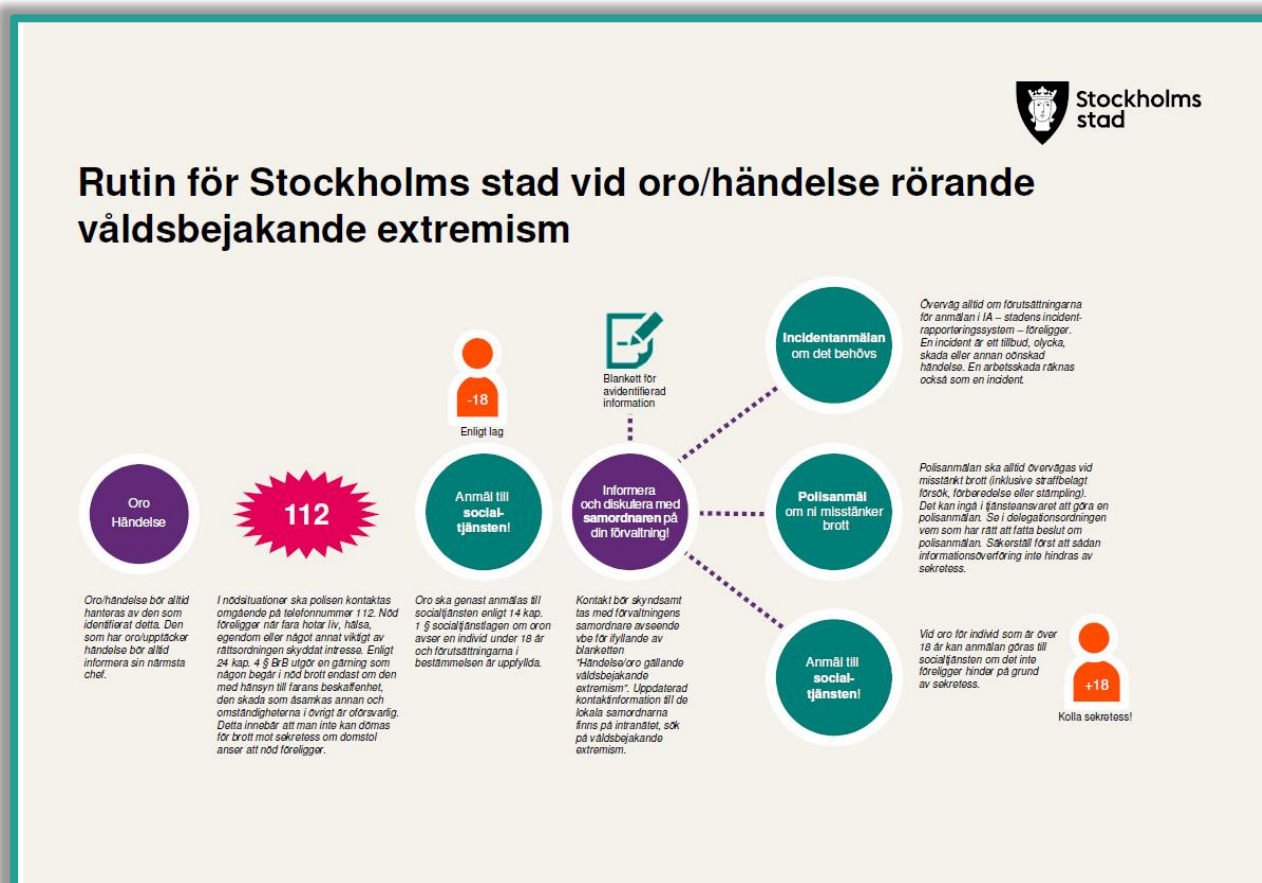 Stockholms
stad
Rutin för Stockholms stad vid oro/händelse rörande
våldsbejakande extremism
Oro
Händelse
Oro/händelse bör alltid
hanteras av den som
identifierat detta. Den
som har oro/upptäcker
händelse bör alltid
informera sin närmsta
chef.
112
I nödsituationer ska polisen kontaktas
omgående på telefonnummer 112. Nöd
föreligger när fara hotar liv, hälsa,
egendom eller något annat viktigt av
rättsordningen skyddat intresse. Enligt
24 kap. 4 § BrB utgör en gärning som
någon begår i nöd brott endast om den
med hänsyn till farans beskaffenhet,
den skada som åsamkas annan och
omständigheterna i övrigt är oförsvarlig.
Detta innebär att man inte kan dömas
för brott mot sekretess om domstol
anser att nöd föreligger.
-18
Enligt lag
Anmäl till
social-
tjänsten!
Oro ska genast anmälas till
socialtjänsten enligt 14 kap.
1 § socialtjänstlagen om oron
avser en individ under 18 år
och förutsättningarna i
bestämmelsen är uppfyllda.
Blankett för
avidentifierad
information
Informera
och diskutera med
samordnaren på
din förvaltning!
Kontakt bör skyndsamt
tas med förvaltningens
samordnare avseende
vbe för ifyllande av
blanketten
"Händelse/oro gällande
våldsbejakande
extremism". Uppdaterad
kontaktinformation till de
lokala samordnarna
finns på intranätet, sök
på våldsbejakande
extremism.
Incidentanmälan
om det behövs
Överväg alltid om förutsättningarna
för anmälan i IA – stadens incident-
rapporteringssystem – föreligger.
En incident är ett tillbud, olycka,
skada eller annan oönskad
händelse. En arbetsskada räknas
också som en incident.
Polisanmäl
om ni misstänker
brott
Polisanmälan ska alltid övervägas vid
misstänkt brott (inklusive straffbelagt
försök, förberedelse eller stämpling).
Det kan ingå i tjänsteansvaret att göra en
polisanmälan. Se i delegationsordningen
vem som har rätt att fatta beslut om
polisanmälan. Säkerställ först att sådan
informationsöverföring inte hindras av
sekretess.
Anmäl till
social-
tjänsten!
Vid oro för individ som är över
18 år kan anmälan göras till
socialtjänsten om det inte
föreligger hinder på grund
av sekretess.
+18
Kolla sekretess!